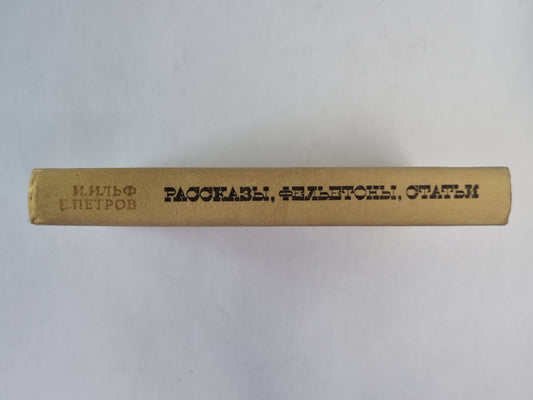 И. ИЛЬФ
Е. ПЕТРОВ
РАССКАЗЫ, ФЕЛЬЕТОНЫ, СТАТЬИ